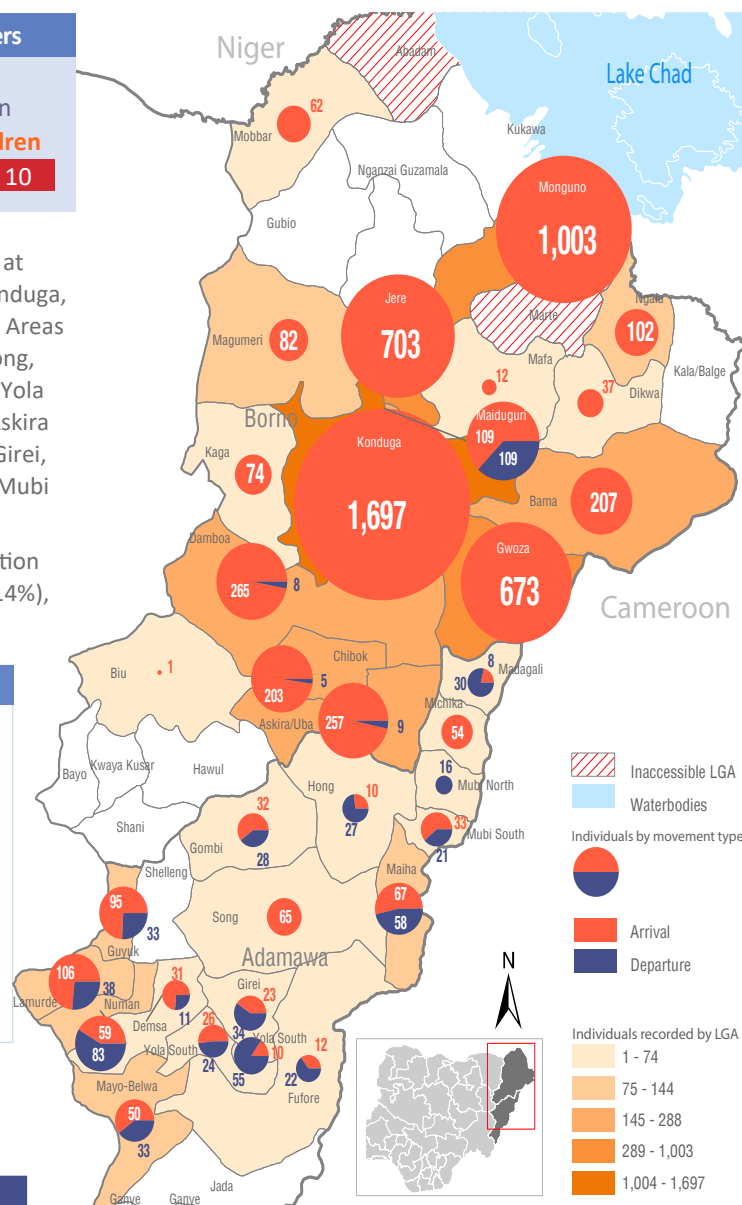 ers
n
dren
10
at
nduga,
Areas
ong,
Yola
Askira
Girei,
Mubi
tion
14%),
Niger
Abadam
Lake Chad
62
Mobbar
Kukawa
Nganzai Guzamala
Monguno
1,003
Gubio
Jere
703
Marte
Ngala
102
Magumeri
82
Mafa
12
37
Dikwa
Kala/Balge
Borno
Maiduguri
109
109
Konduga
1,697
Kaga
74
Bama
207
Damboa
265
8
Gwoza
673
Cameroon
Chibok
203
5
Askira/Uba
257
9
Biu
1
8
30
Madagali
Michika
54
Bayo
Kwaya Kusar
Hawul
16
Mubi North
Shani
Hong
10
27
33
Mubi South
21
32
Gombi
28
Shelleng
95
33
Maiha
67
58
Song
65
Guyuk
Adamawa
106
38
Lamurde
Numan
31
Demsa
11
Girei
23
34
59
83
26
Yola South
24
Yola South
10
55
12
22
Fufore
Mayo-Belwa
50
33
Jada
Ganye
Ganye
Inaccessible LGA
Waterbodies
Individuals by movement type
Arrival
Departure
N
Individuals recorded by LGA
1 - 74
75 - 144
145 - 288
289 - 1,003
1,004 - 1,697